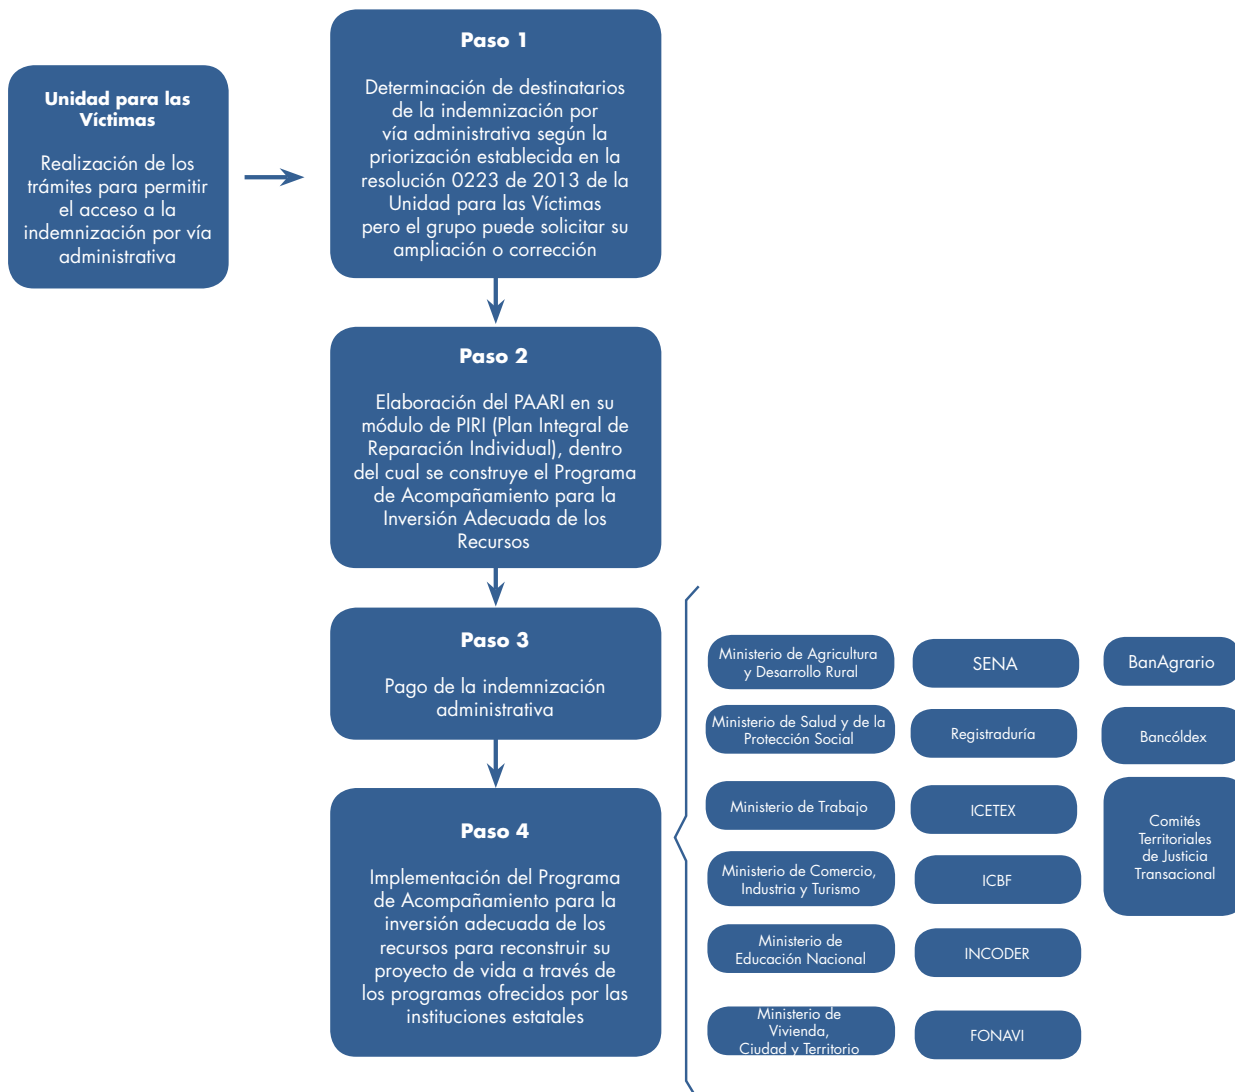 Unidad para las
Víctimas
Realización de los
trámites para permitir
el acceso a la
indemnización por vía
administrativa
Paso 1
Determinación de destinatarios
de la indemnización por
vía administrativa según la
priorización establecida en la
resolución 0223 de 2013 de la
Unidad para las Víctimas
pero el grupo puede solicitar su
ampliación o corrección
Paso 2
Elaboración del PAARI en su
módulo de PIRI (Plan Integral de
Reparación Individual), dentro
del cual se construye el Programa
de Acompañamiento para la
Inversión Adecuada de los
Recursos
Paso 3
Pago de la indemnización
administrativa
Paso 4
Implementación del Programa
de Acompañamiento para la
inversión adecuada de los
recursos para reconstruir su
proyecto de vida a través de
los programas ofrecidos por las
instituciones estatales
Ministerio de Agricultura
y Desarrollo Rural
Ministerio de Salud y de la
Protección Social
Ministerio de Trabajo
Ministerio de Comercio,
Industria y Turismo
Ministerio de
Educación Nacional
Ministerio de
Vivienda,
Ciudad y Territorio
SENA
Registraduría
ICETEX
ICBF
INCODER
FONAVI
BanAgrario
Bancóldex
Comités
Territoriales
de Justicia
Transacional